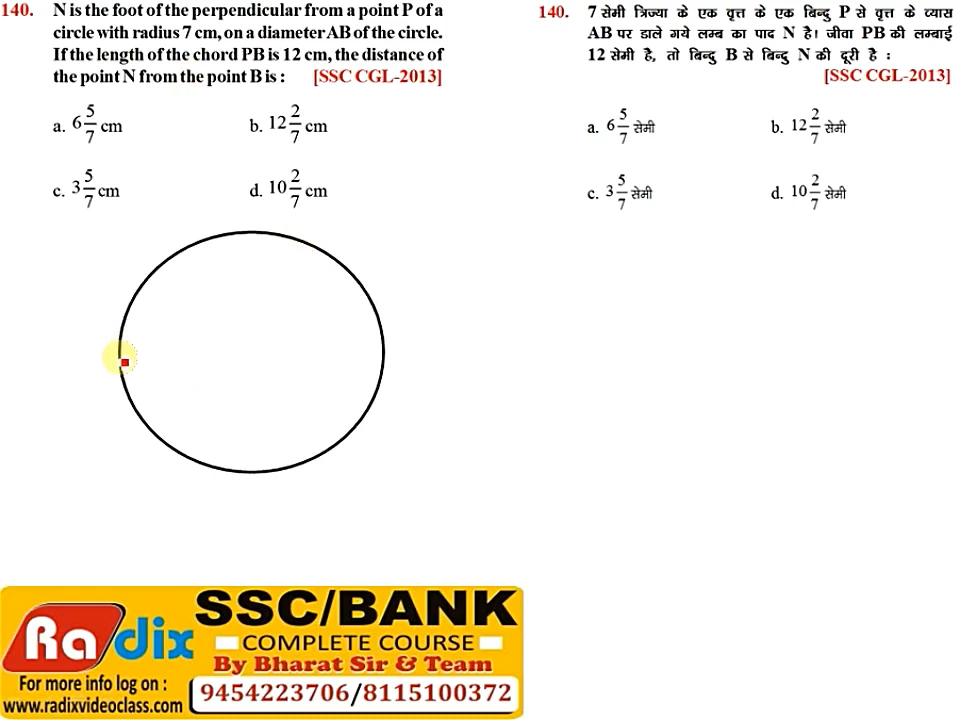 140. N is the foot of the perpendicular from a point P of a
circle with radius 7 cm, on a diameter AB of the circle.
If the length of the chord PB is 12 cm, the distance of
the point N from the point B is : [SSC CGL-2013]
a. 6 5/7 cm b. 12 2/7 cm
c. 3 5/7 cm d. 10 2/7 cm
140. 7 सेमी त्रिज्या के एक वृत्त के एक बिन्दु P से वृत्त के व्यास
AB पर डाले गये लम्ब का पाद N है। जीवा PB की लम्बाई
12 सेमी है, तो बिन्दु B से बिन्दु N की दूरी है :
[SSC CGL-2013]
a. 6 5/7 सेमी b. 12 2/7 सेमी
c. 3 5/7 सेमी d. 10 2/7 सेमी
Radix
SSC/BANK
COMPLETE COURSE
By Bharat Sir & Team
For more info log on :
www.radixvideoclass.com
9454223706/8115100372